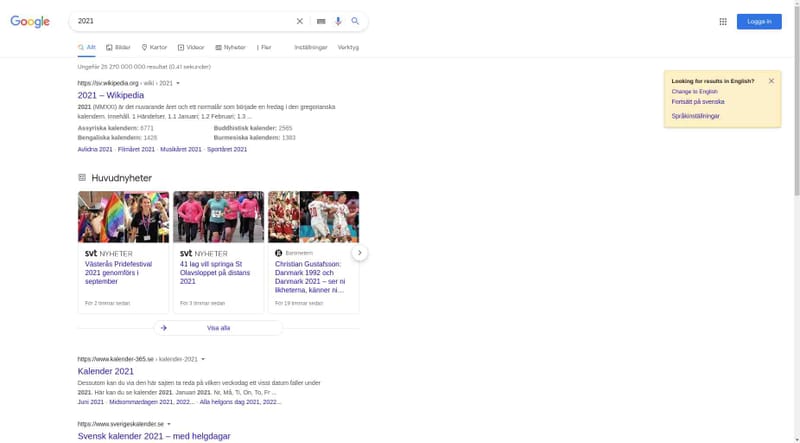 Google
2021
Logga in
Allt
Bilder
Kartor
Videor
Nyheter
Fler
Inställningar
Verktyg
Ungefär 25 270 000 000 resultat (0,41 sekunder)
https://sv.wikipedia.org › wiki › 2021
2021 – Wikipedia
2021 (MMXXI) är det nuvarande året och ett normalår som började en fredag i den gregorianska
kalendern. Innehåll. 1 Händelser. 1.1 Januari; 1.2 Februari; 1.3 ...
Assyriska kalendern: 6771
Buddhistisk kalender: 2565
Bengaliska kalendern: 1428
Burmesiska kalendern: 1383
Avlidna 2021 · Filmåret 2021 · Musikåret 2021 · Sportåret 2021
Looking for results in English?
Change to English
Fortsätt på svenska
Språkinställningar
Huvudnyheter
svt NYHETER
Västerås Pridefestival
2021 genomförs i
september
För 2 timmar sedan
svt NYHETER
41 lag vill springa St
Olavsloppet på distans
2021
För 3 timmar sedan
Barometern
Christian Gustafsson:
Danmark 1992 och
Danmark 2021 – ser ni
likheterna, känner ni...
För 19 timmar sedan
Visa alla
https://www.kalender-365.se › kalender-2021
Kalender 2021
Dessutom kan du via den här sajten ta reda på vilken veckodag ett visst datum faller under
2021. Här kan du se kalender 2021. Januari 2021. Nr, Må, Ti, On, To, Fr ...
Juni 2021 · Midsommardagen 2021, 2022... · Alla helgons dag 2021, 2022...
https://www.sverigeskalender.se
Svensk kalender 2021 – med helgdagar